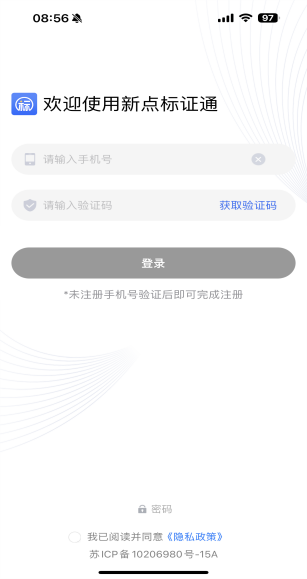 08:56
97
标
欢迎使用新点标证通
请输入手机号
请输入验证码 获取验证码
登录
*未注册手机号验证后即可完成注册
密码
我已阅读并同意《隐私政策》
苏ICP备10206980号-15A